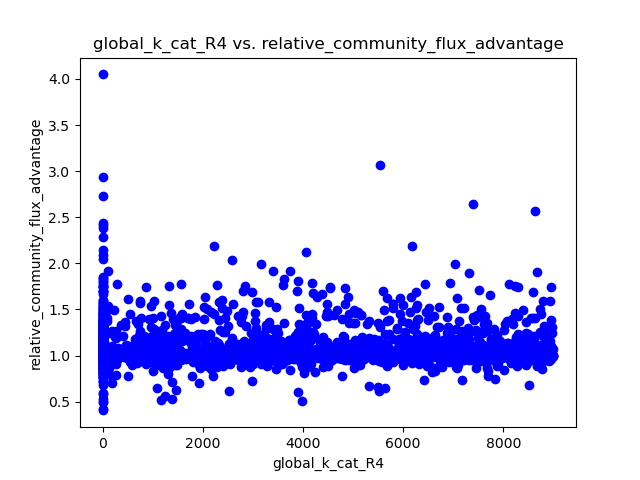 global_k_cat_R4 vs. relative_community_flux_advantage
4.0
3.5
3.0
2.5
2.0
1.5
1.0
0.5
relative_community_flux_advantage
0 2000 4000 6000 8000
global_k_cat_R4